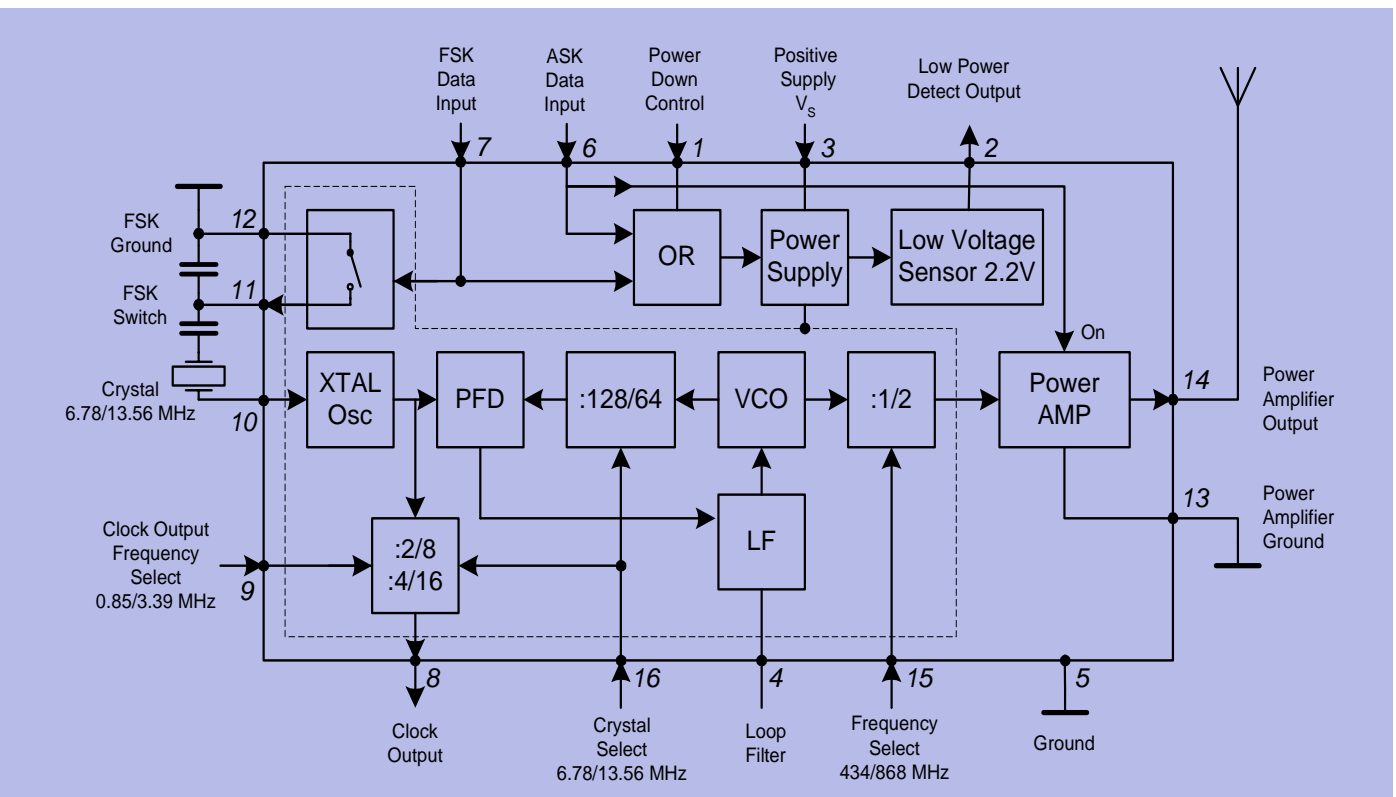 FSK
Data
Input
ASK
Data
Input
Power
Down
Control
Positive
Supply
VS
Low Power
Detect Output
7
6
1
3
2
12
FSK
Ground
11
FSK
Switch
OR
Power
Supply
Low Voltage
Sensor 2.2V
On
Crystal
6.78/13.56 MHz
10
XTAL
Osc
PFD
:128/64
VCO
:1/2
Power
AMP
14
Power
Amplifier
Output
13
Power
Amplifier
Ground
Clock Output
Frequency
Select
0.85/3.39 MHz
9
:2/8
:4/16
LF
8
16
4
15
5
Clock
Output
Crystal
Select
6.78/13.56 MHz
Loop
Filter
Frequency
Select
434/868 MHz
Ground